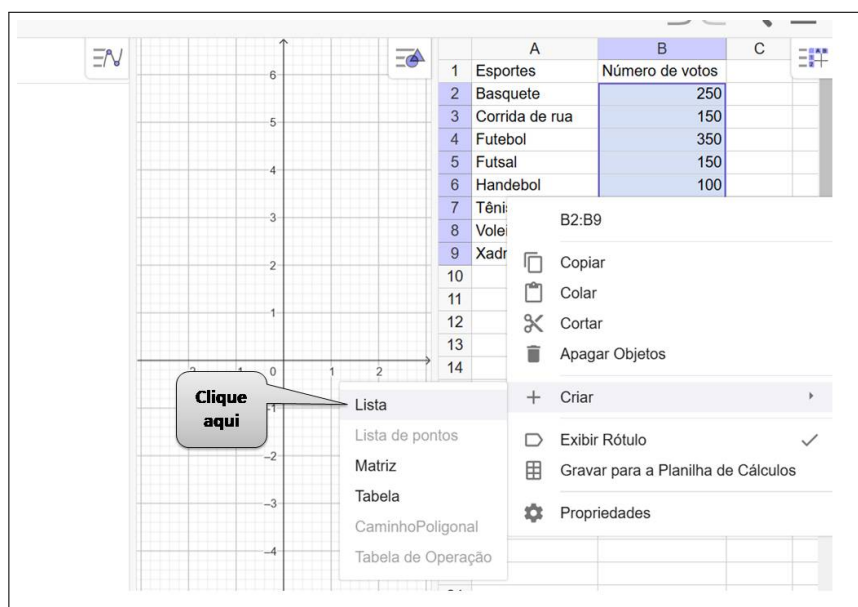 A B C
1 Esportes Número de votos
2 Basquete 250
3 Corrida de rua 150
4 Futebol 350
5 Futsal 150
6 Handebol 100
7 Têni
8 Volei
9 Xadr
10
11
12
13
14
B2:B9
Copiar
Colar
Cortar
Apagar Objetos
Criar
Exibir Rótulo
Gravar para a Planilha de Cálculos
Propriedades
Lista
Lista de pontos
Matriz
Tabela
CaminhoPoligonal
Tabela de Operação
Clique
aqui
6
5
4
3
2
1
0 1 2
–2
–3
–4